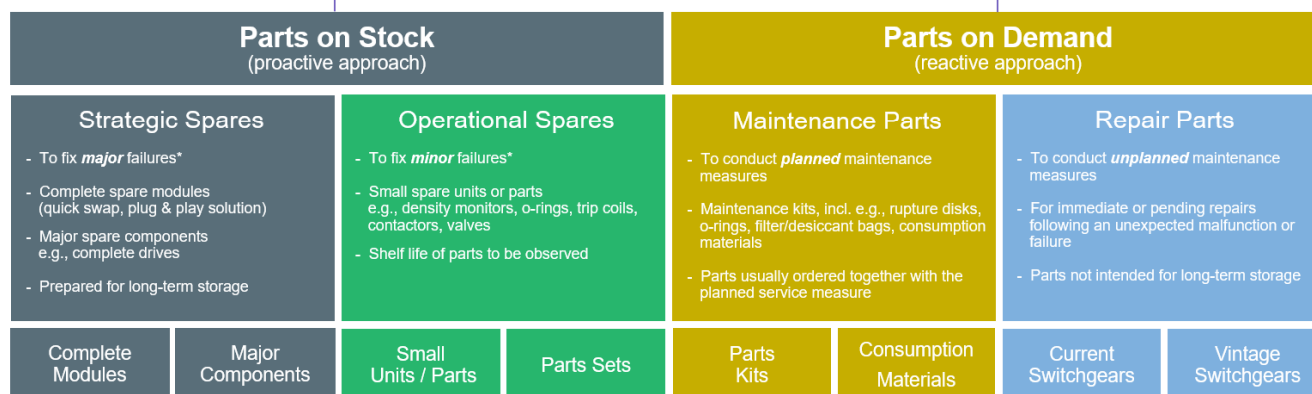 Parts on Stock
(proactive approach)
Parts on Demand
(reactive approach)
Strategic Spares
- To fix major failures*
- Complete spare modules
(quick swap, plug & play solution)
- Major spare components
e.g., complete drives
- Prepared for long-term storage
Operational Spares
- To fix minor failures*
- Small spare units or parts
e.g., density monitors, o-rings, trip coils,
contactors, valves
- Shelf life of parts to be observed
Maintenance Parts
- To conduct planned maintenance
measures
- Maintenance kits, incl. e.g., rupture disks,
o-rings, filter/desiccant bags, consumption
materials
- Parts usually ordered together with the
planned service measure
Repair Parts
- To conduct unplanned maintenance
measures
- For immediate or pending repairs
following an unexpected malfunction or
failure
- Parts not intended for long-term storage
Complete
Modules
Major
Components
Small
Units / Parts
Parts Sets
Parts
Kits
Consumption
Materials
Current
Switchgears
Vintage
Switchgears